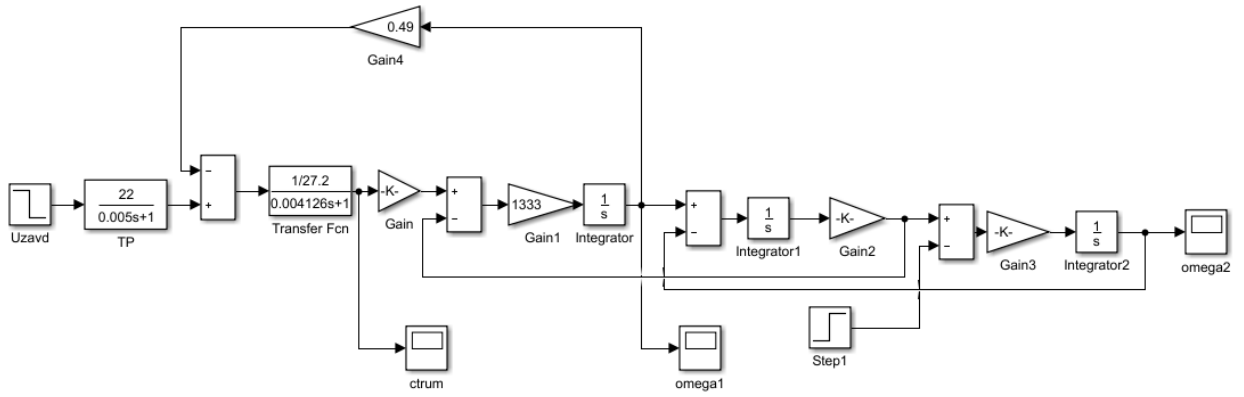 0.49
Gain4
−
+
22
0.005s+1
1/27.2
0.004126s+1
-K-
+
−
1333
1
s
+
−
1
s
-K-
+
−
-K-
1
s
Uzavd
TP
Transfer Fcn
Gain
Gain1
Integrator
Integrator1
Gain2
Gain3
Integrator2
omega2
Step1
ctrum
omega1